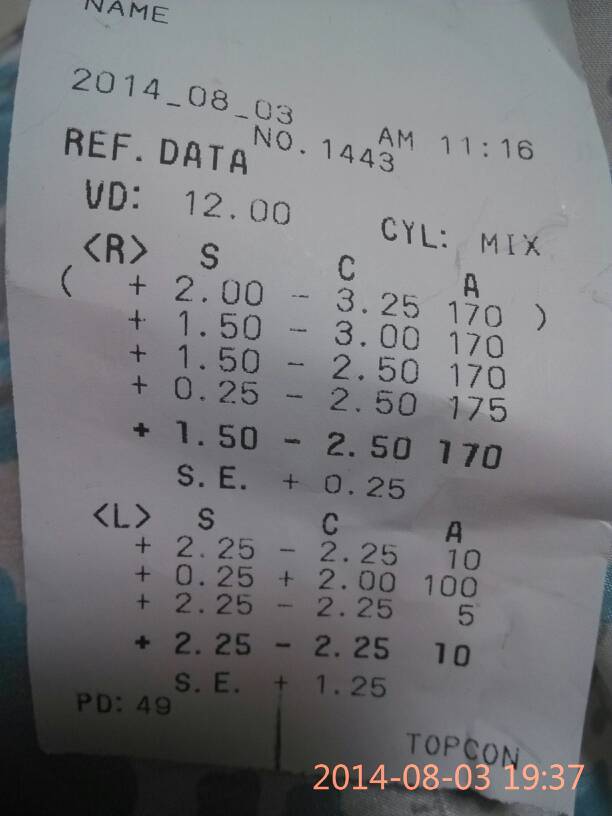 NAME
2014_08_03 AM 11:16
REF. DATA NO. 1443
VD: 12.00 CYL: MIX
<R> S C A
( + 2.00 - 3.25 170 )
+ 1.50 - 3.00 170
+ 1.50 - 2.50 170
+ 0.25 - 2.50 175
+ 1.50 - 2.50 170
S.E. + 0.25
<L> S C A
+ 2.25 - 2.25 10
+ 0.25 + 2.00 100
+ 2.25 - 2.25 5
+ 2.25 - 2.25 10
S.E. + 1.25
PD: 49
TOPCON
2014-08-03 19:37